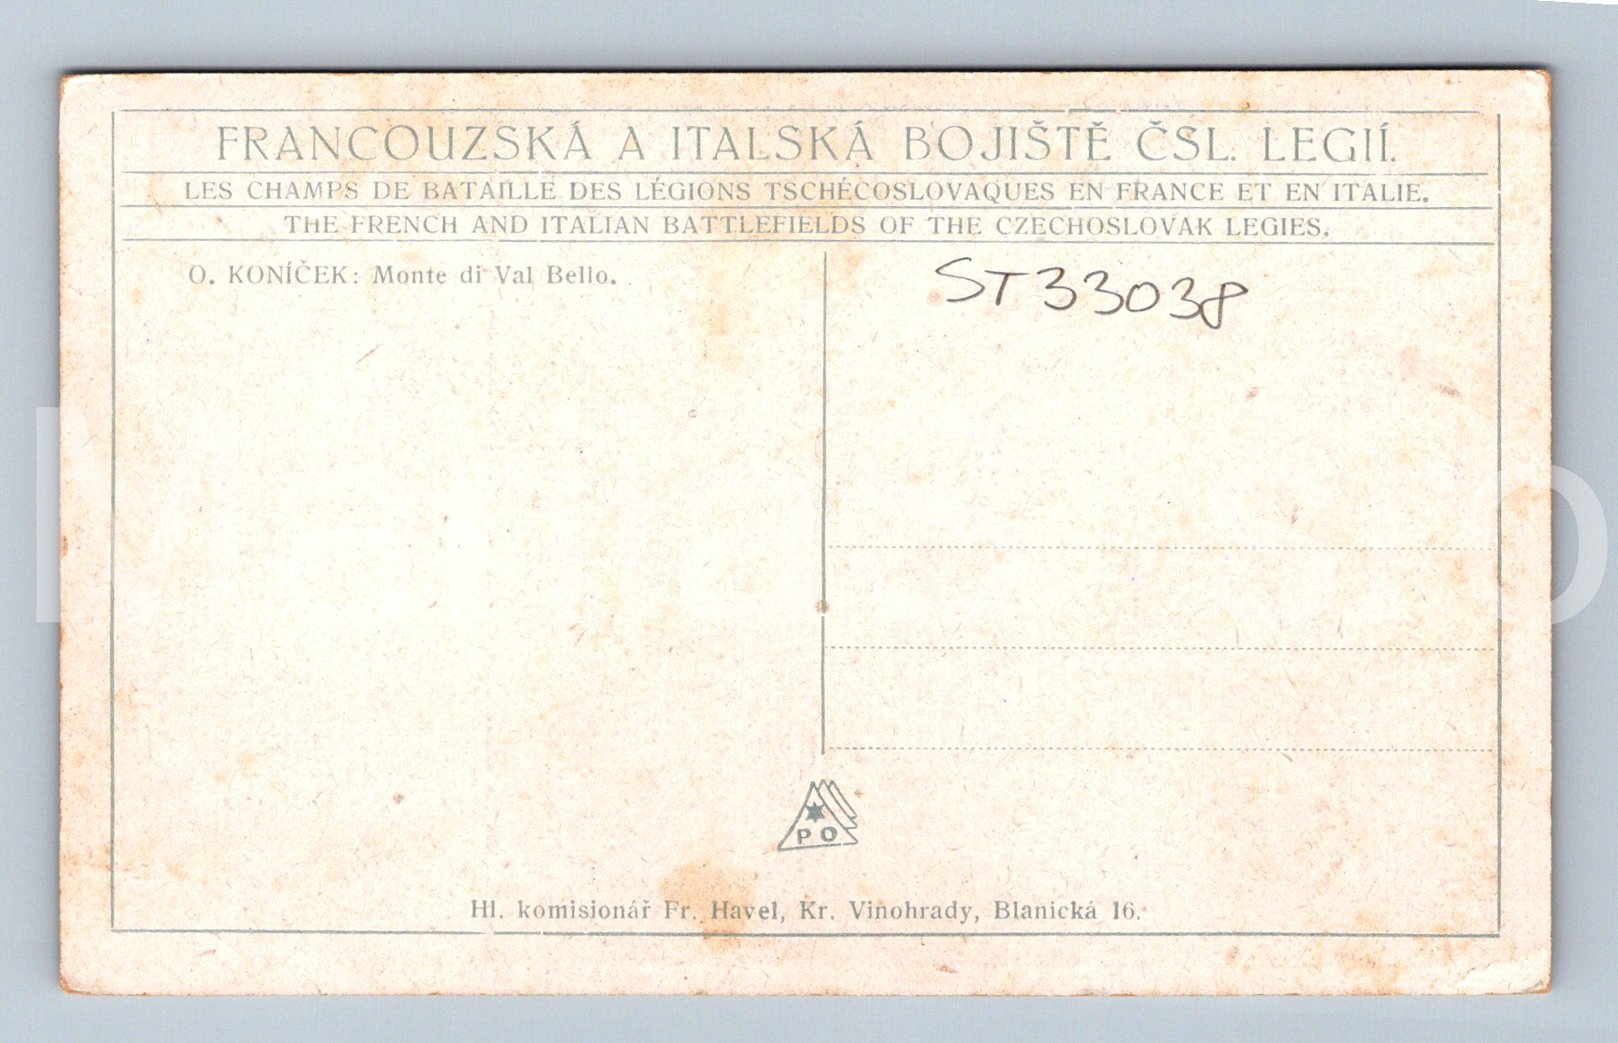 FRANCOUZSKÁ A ITALSKÁ BOJIŠTĚ ČSL. LEGIÍ.
LES CHAMPS DE BATAILLE DES LÉGIONS TSCHÉCOSLOVAQUES EN FRANCE ET EN ITALIE.
THE FRENCH AND ITALIAN BATTLEFIELDS OF THE CZECHOSLOVAK LEGIES.
O. KONÍČEK: Monte di Val Bello.
ST33038
PO
Hl. komisionář Fr. Havel, Kr. Vinohrady, Blanická 16.